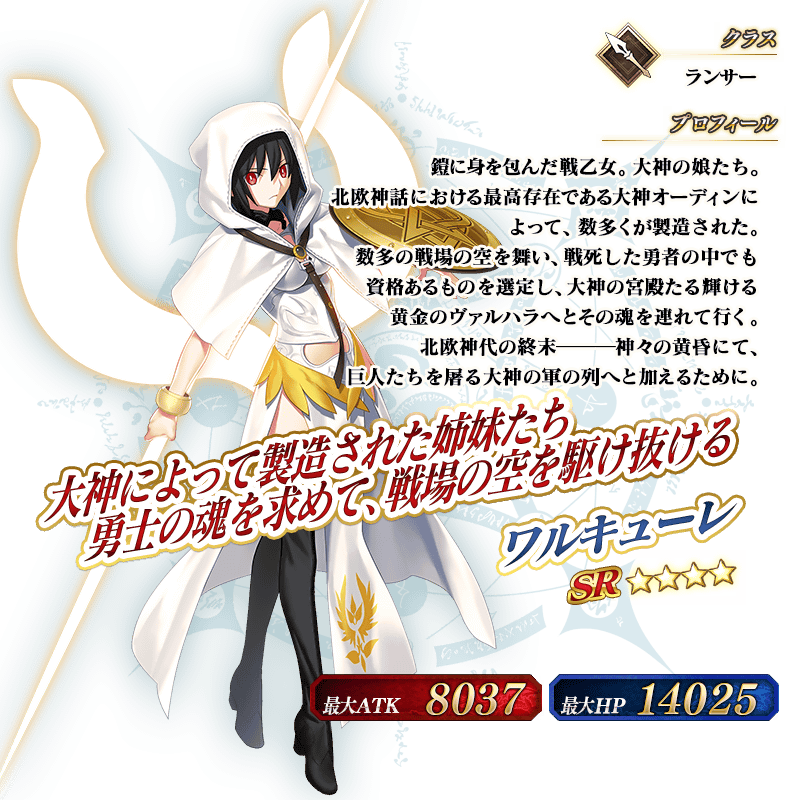 クラス
ランサー
プロフィール
鎧に身を包んだ戦乙女。大神の娘たち。
北欧神話における最高存在である大神オーディンに
よって、数多くが製造された。
数多の戦場の空を舞い、戦死した勇者の中でも
資格あるものを選定し、大神の宮殿たる輝ける
黄金のヴァルハラへとその魂を連れて行く。
北欧神代の終末───神々の黄昏にて、
巨人たちを屠る大神の軍の列へと加えるために。
大神によって製造された姉妹たち
勇士の魂を求めて、戦場の空を駆け抜ける
ワルキューレ
SR
最大ATK 8037
最大HP 14025